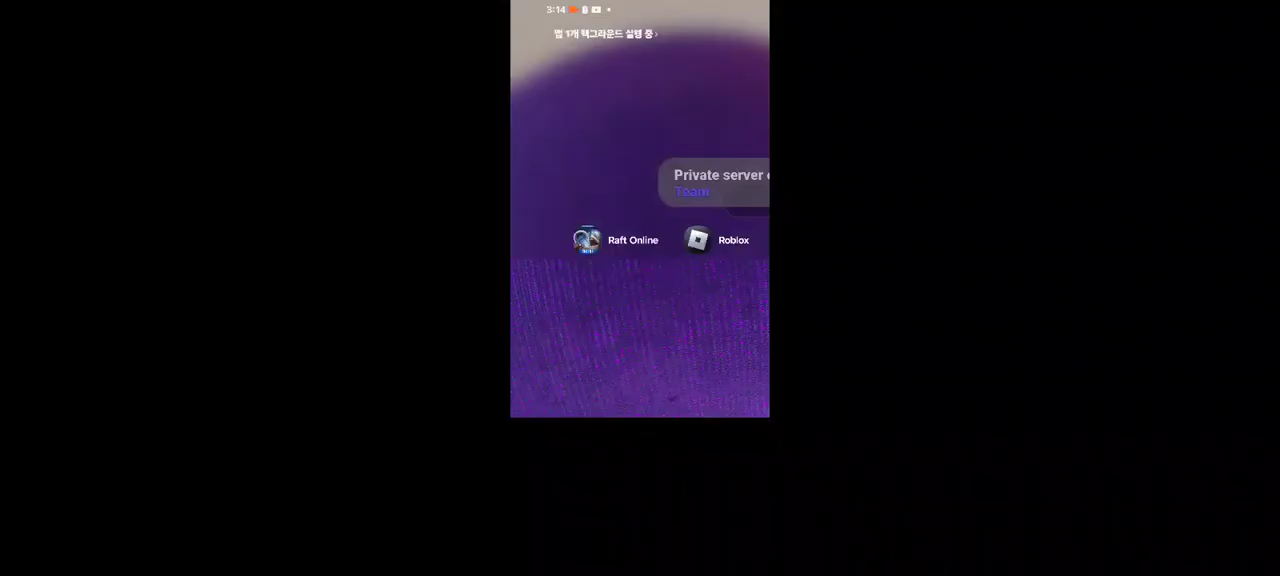 3:14
앱 1개 백그라운드 실행 중 ›
Private server
Team
Raft Online
Roblox